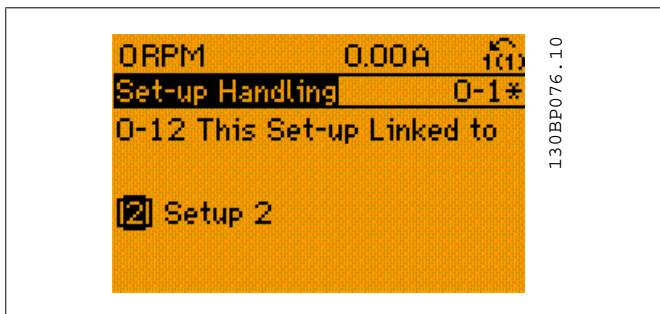 0RPM 0.00A 1(1)
Set-up Handling 0-1*
0-12 This Set-up Linked to
[2] Setup 2
130BP076.10